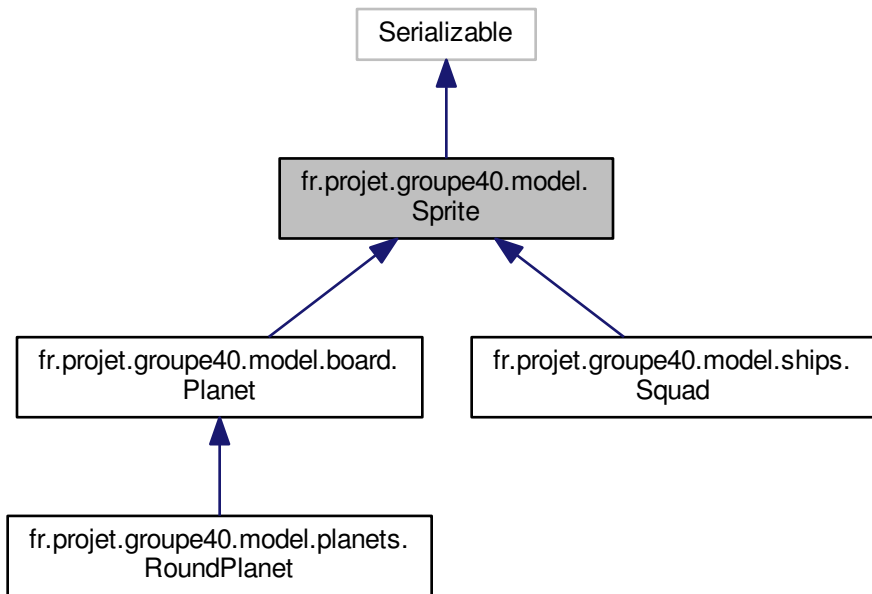 Serializable
fr.projet.groupe40.model.
Sprite
fr.projet.groupe40.model.board.
Planet
fr.projet.groupe40.model.ships.
Squad
fr.projet.groupe40.model.planets.
RoundPlanet